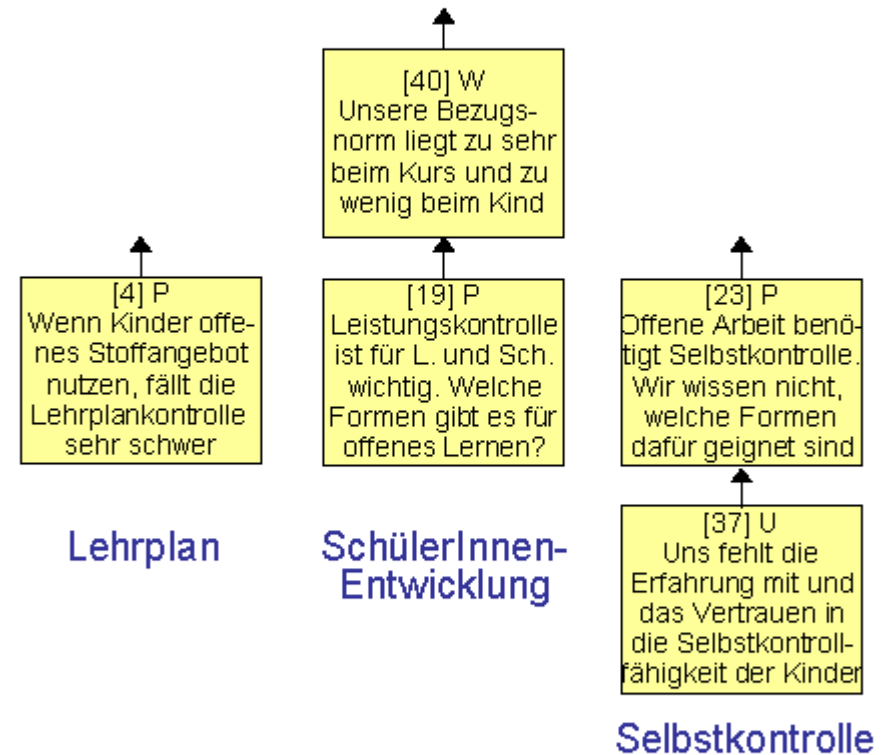 [40] W
Unsere Bezugs-
norm liegt zu sehr
beim Kurs und zu
wenig beim Kind
[4] P
Wenn Kinder offe-
nes Stoffangebot
nutzen, fällt die
Lehrplankontrolle
sehr schwer
[19] P
Leistungskontrolle
ist für L. und Sch.
wichtig. Welche
Formen gibt es für
offenes Lernen?
[23] P
Offene Arbeit benö-
tigt Selbstkontrolle.
Wir wissen nicht,
welche Formen
dafür geignet sind
[37] U
Uns fehlt die
Erfahrung mit und
das Vertrauen in
die Selbstkontroll-
fähigkeit der Kinder
Lehrplan
SchülerInnen-
Entwicklung
Selbstkontrolle